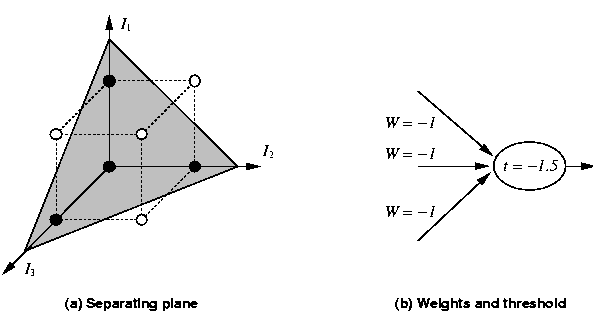 I1
I2
I3
W = −1
W = −1
t = −1.5
W = −1
(a) Separating plane
(b) Weights and threshold